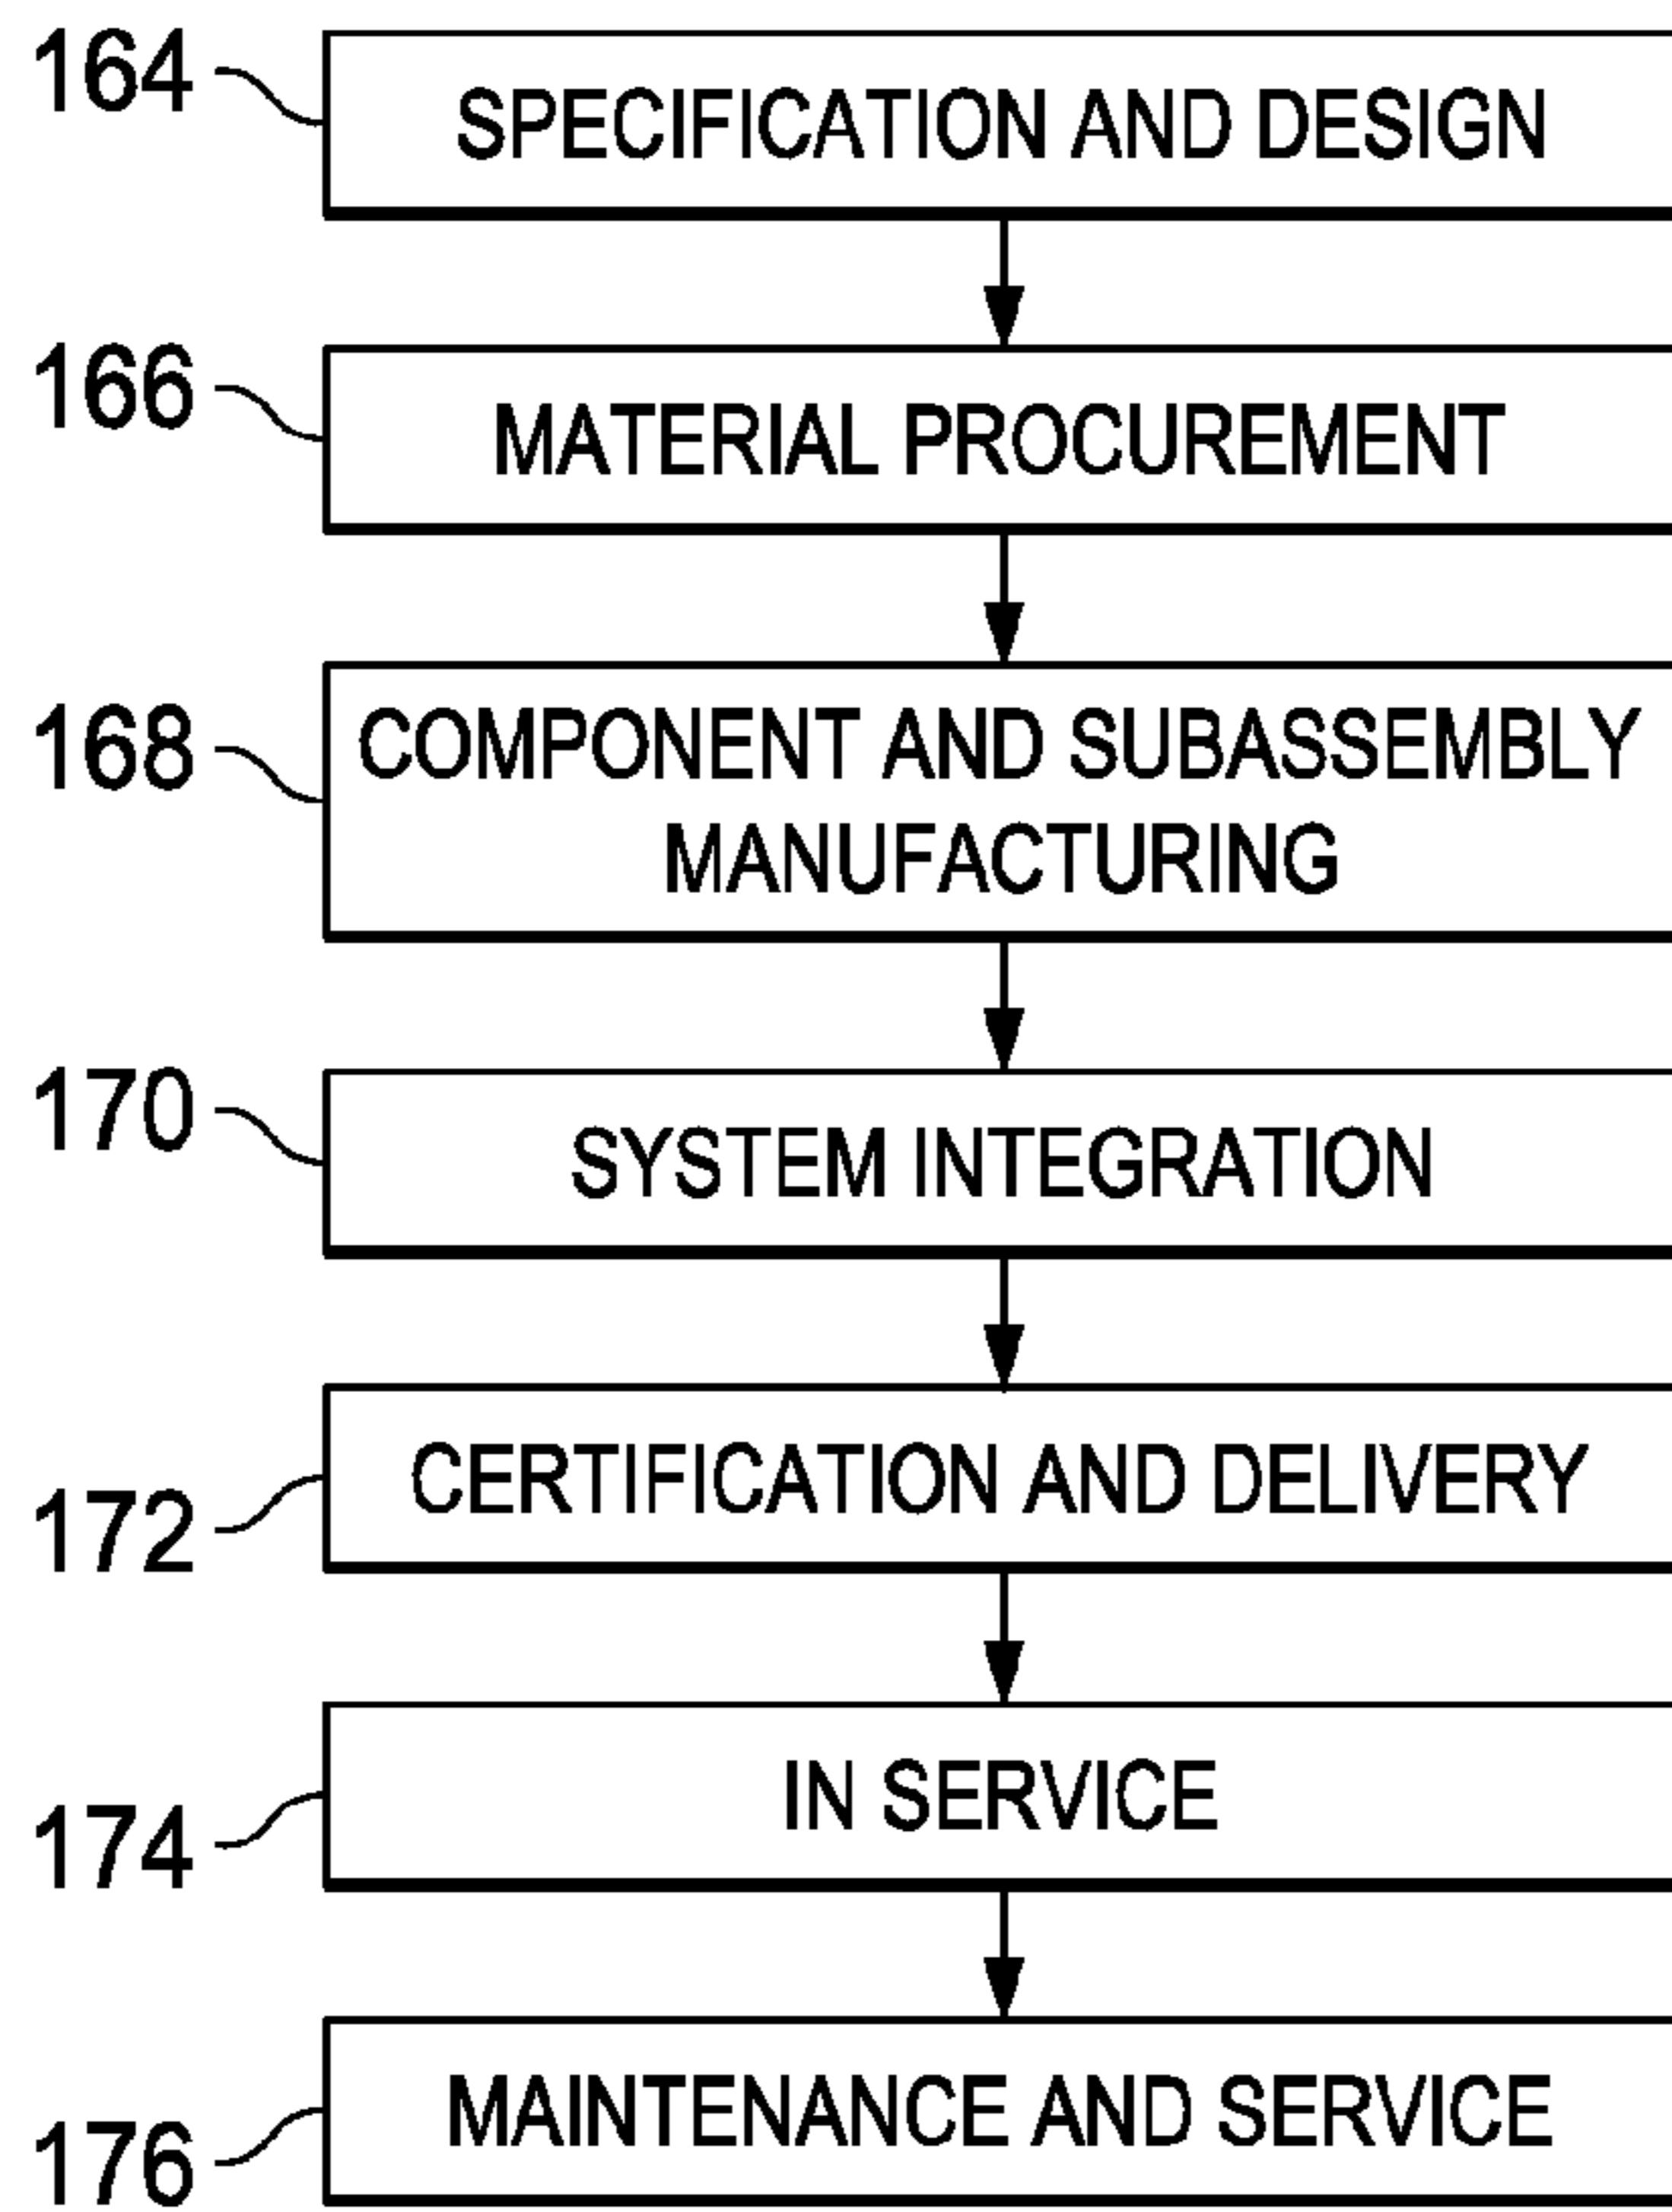 164
SPECIFICATION AND DESIGN
166
MATERIAL PROCUREMENT
168
COMPONENT AND SUBASSEMBLY
MANUFACTURING
170
SYSTEM INTEGRATION
172
CERTIFICATION AND DELIVERY
174
IN SERVICE
176
MAINTENANCE AND SERVICE